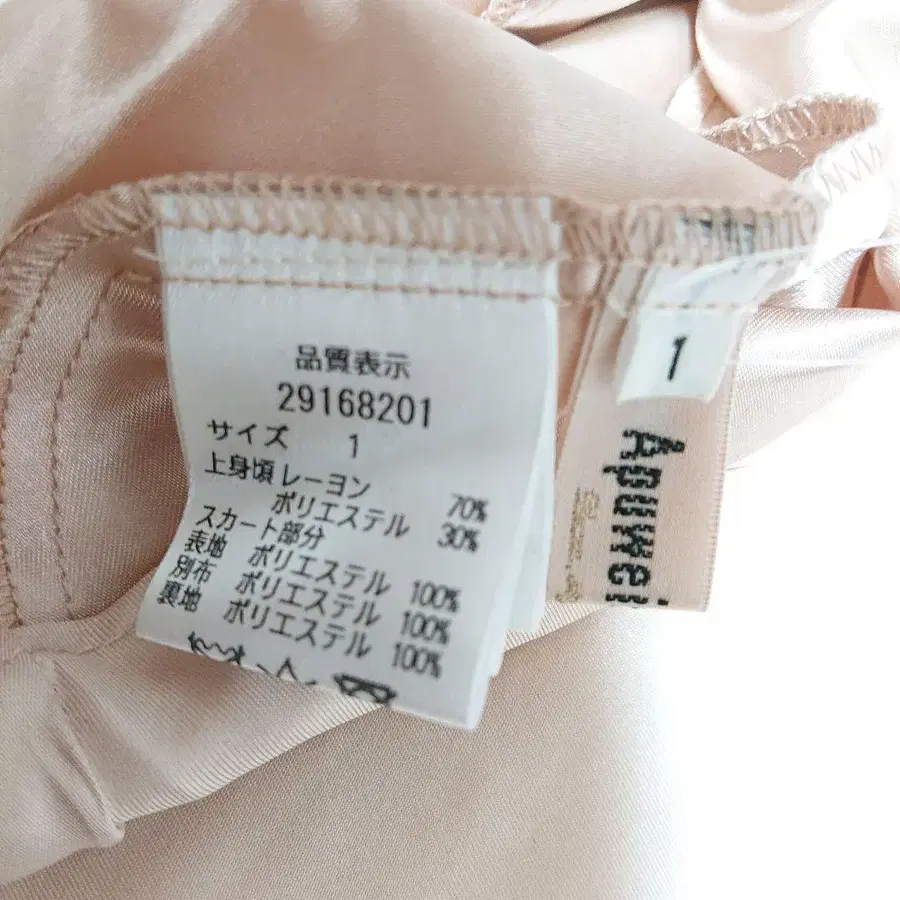 品質表示
29168201
サイズ 1
上身頃 レーヨン 70%
ポリエステル 30%
スカート部分
表地 ポリエステル 100%
別布 ポリエステル 100%
裏地 ポリエステル 100%
1